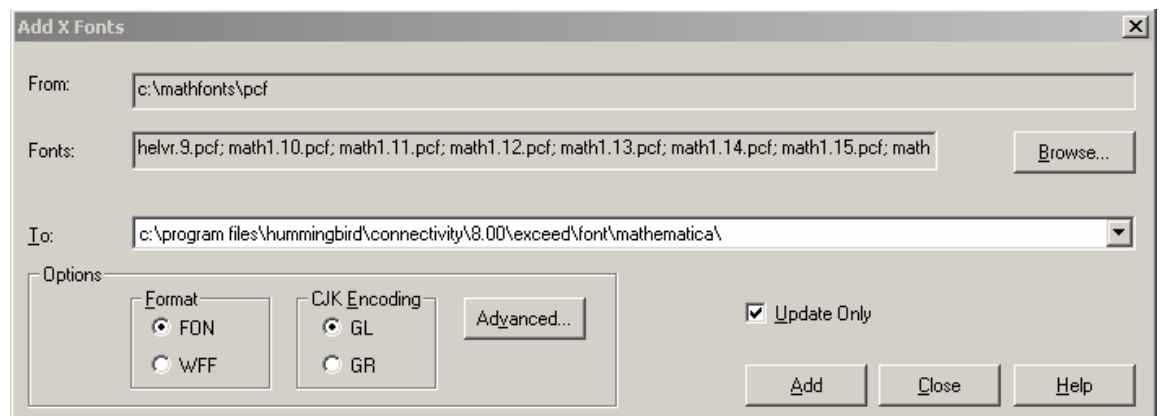 Add X Fonts
From: c:\mathfonts\pcf
Fonts: helvr.9.pcf; math1.10.pcf; math1.11.pcf; math1.12.pcf; math1.13.pcf; math1.14.pcf; math1.15.pcf; math Browse...
To: c:\program files\hummingbird\connectivity\8.00\exceed\font\mathematica\
Options
Format CJK Encoding
FON GL Advanced... Update Only
WFF GR
Add Close Help